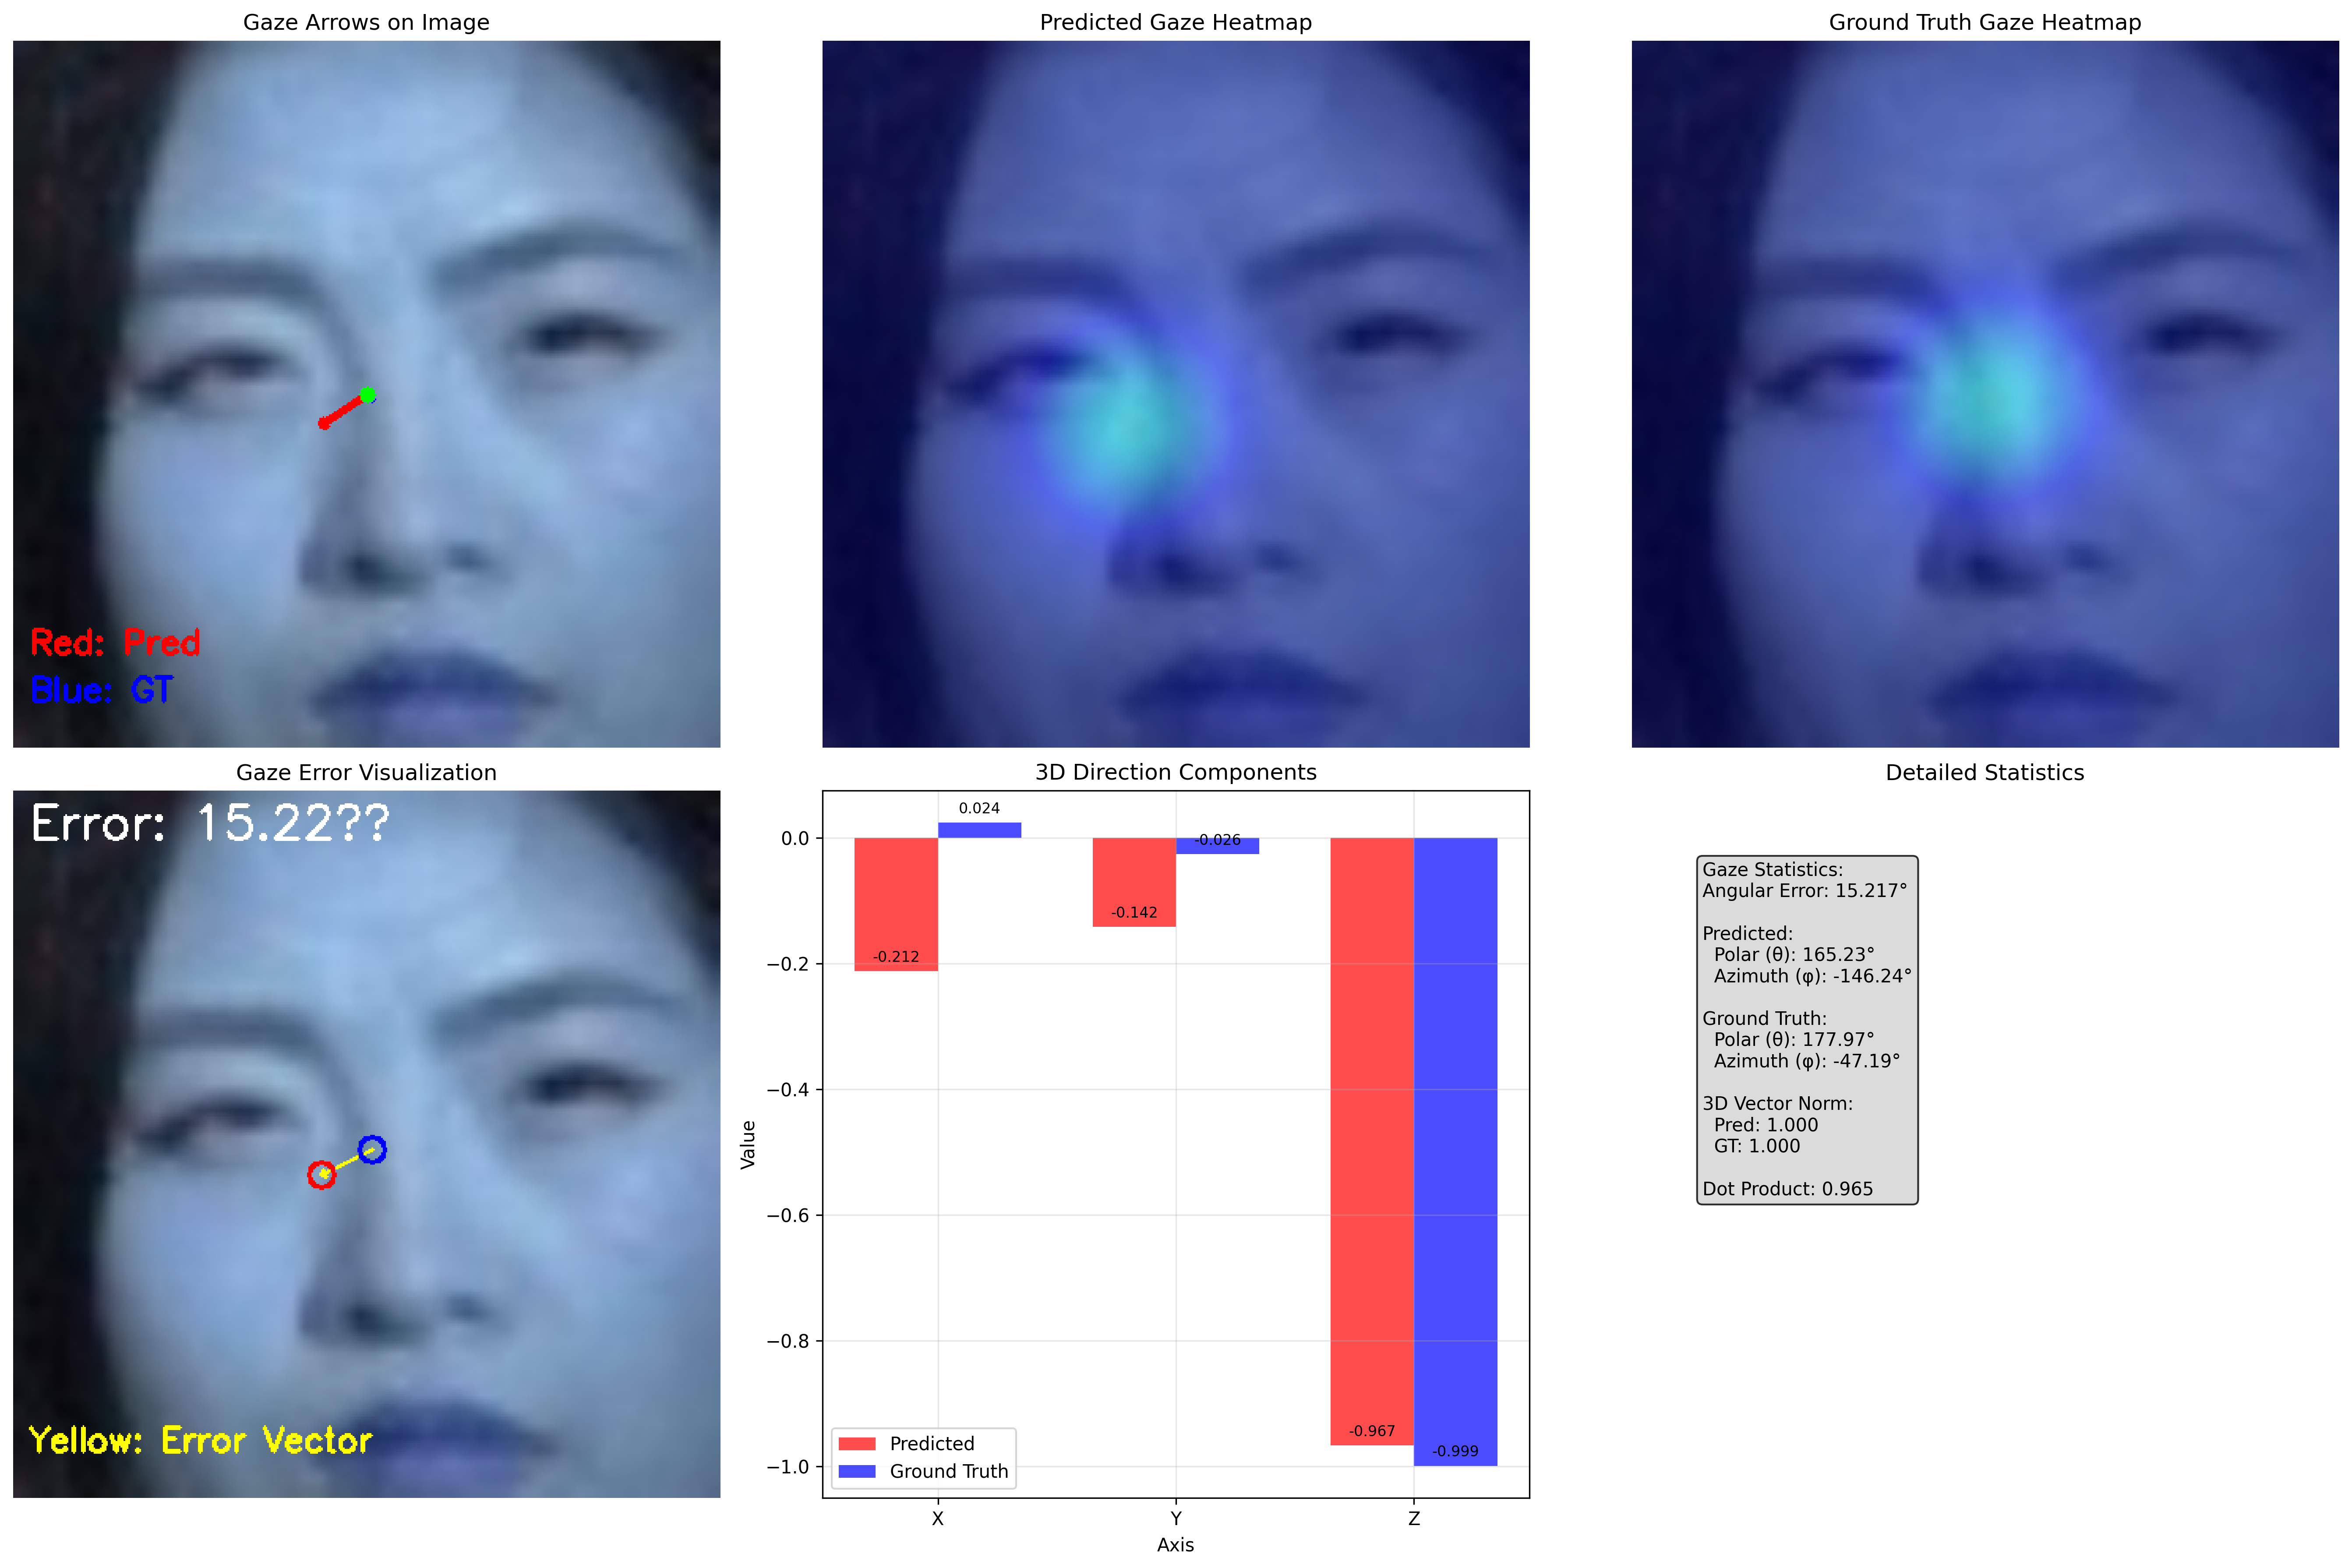 Gaze Arrows on Image
Red: Pred
Blue: GT
Predicted Gaze Heatmap
Ground Truth Gaze Heatmap
Gaze Error Visualization
Error: 15.22??
Yellow: Error Vector
3D Direction Components
0.024
-0.212
-0.142
-0.026
-0.967
-0.999
0.0
−0.2
−0.4
−0.6
−0.8
−1.0
Value
Predicted
Ground Truth
X
Y
Z
Axis
Detailed Statistics
Gaze Statistics:
Angular Error: 15.217°
Predicted:
Polar (θ): 165.23°
Azimuth (φ): -146.24°
Ground Truth:
Polar (θ): 177.97°
Azimuth (φ): -47.19°
3D Vector Norm:
Pred: 1.000
GT: 1.000
Dot Product: 0.965